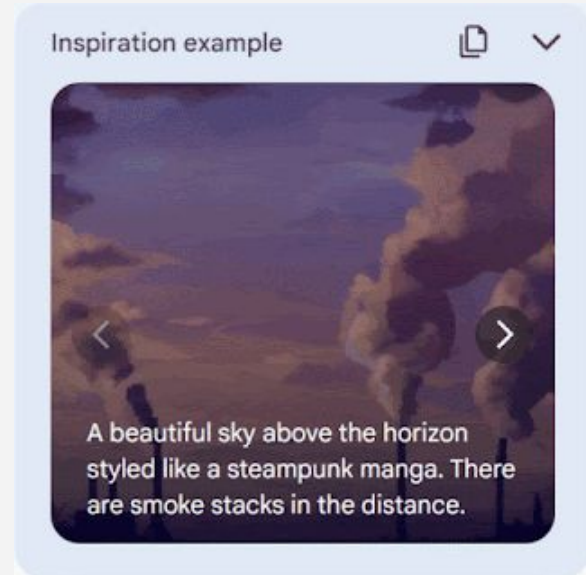 Inspiration example
A beautiful sky above the horizon
styled like a steampunk manga. There
are smoke stacks in the distance.